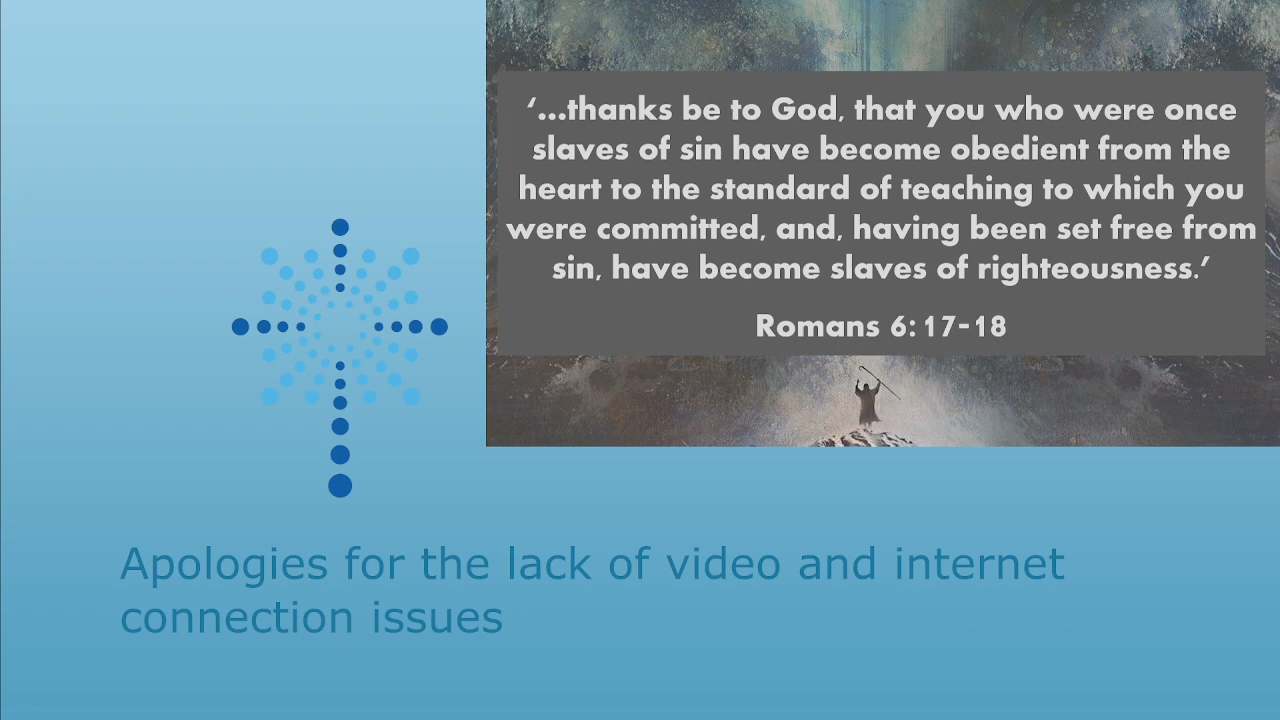 ‘...thanks be to God, that you who were once
slaves of sin have become obedient from the
heart to the standard of teaching to which you
were committed, and, having been set free from
sin, have become slaves of righteousness.’
Romans 6:17-18
Apologies for the lack of video and internet
connection issues